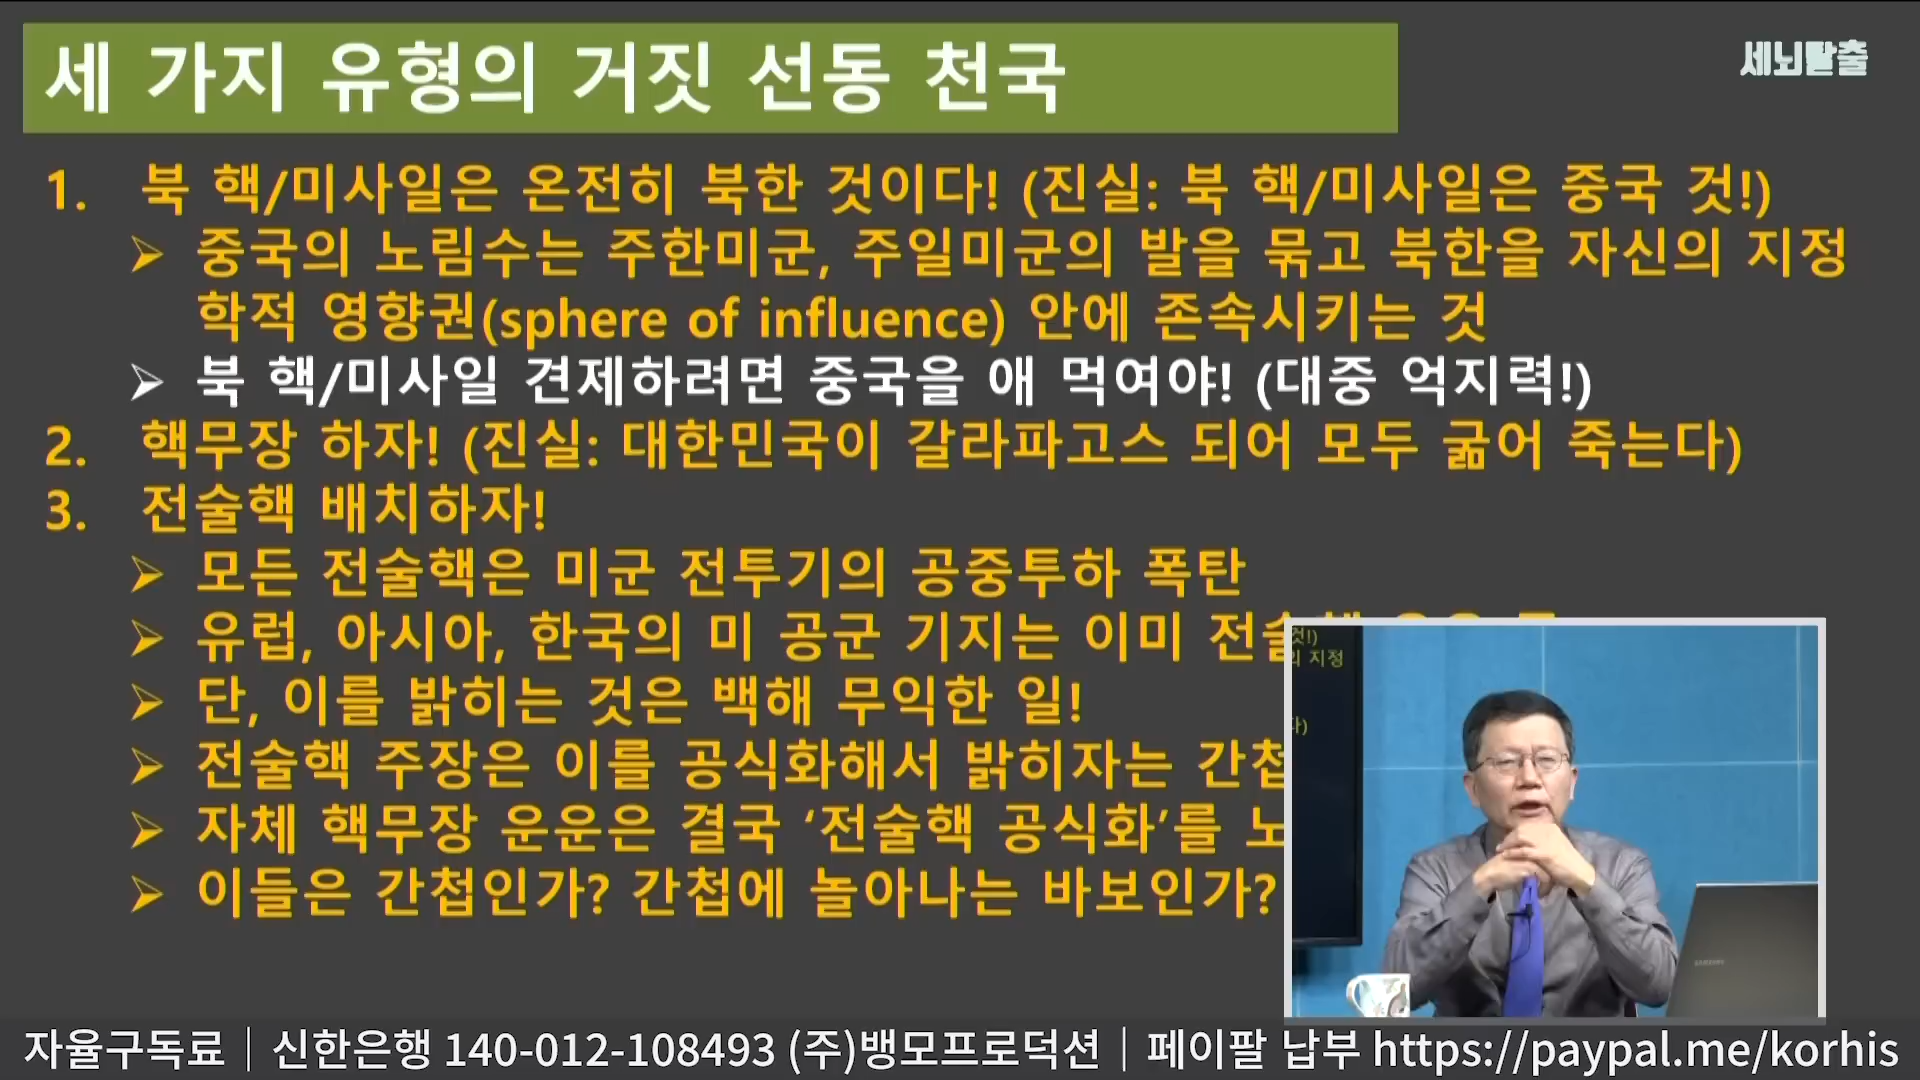 세 가지 유형의 거짓 선동 천국
세뇌탈출
1. 북 핵/미사일은 온전히 북한 것이다! (진실: 북 핵/미사일은 중국 것!)
➢ 중국의 노림수는 주한미군, 주일미군의 발을 묶고 북한을 자신의 지정
학적 영향권(sphere of influence) 안에 존속시키는 것
➢ 북 핵/미사일 견제하려면 중국을 애 먹여야! (대중 억지력!)
2. 핵무장 하자! (진실: 대한민국이 갈라파고스 되어 모두 굶어 죽는다)
3. 전술핵 배치하자!
➢ 모든 전술핵은 미군 전투기의 공중투하 폭탄
➢ 유럽, 아시아, 한국의 미 공군 기지는 이미
➢ 단, 이를 밝히는 것은 백해 무익한 일!
➢ 전술핵 주장은 이를 공식화해서 밝히자는
➢ 자체 핵무장 운운은 결국 ‘전술핵 공식화’를
➢ 이들은 간첩인가? 간첩에 놀아나는 바보인가?
것!)
의 지정
다)
SAMSUNG
자율구독료｜신한은행 140-012-108493 (주)뱅모프로덕션｜페이팔 납부 https://paypal.me/korhis